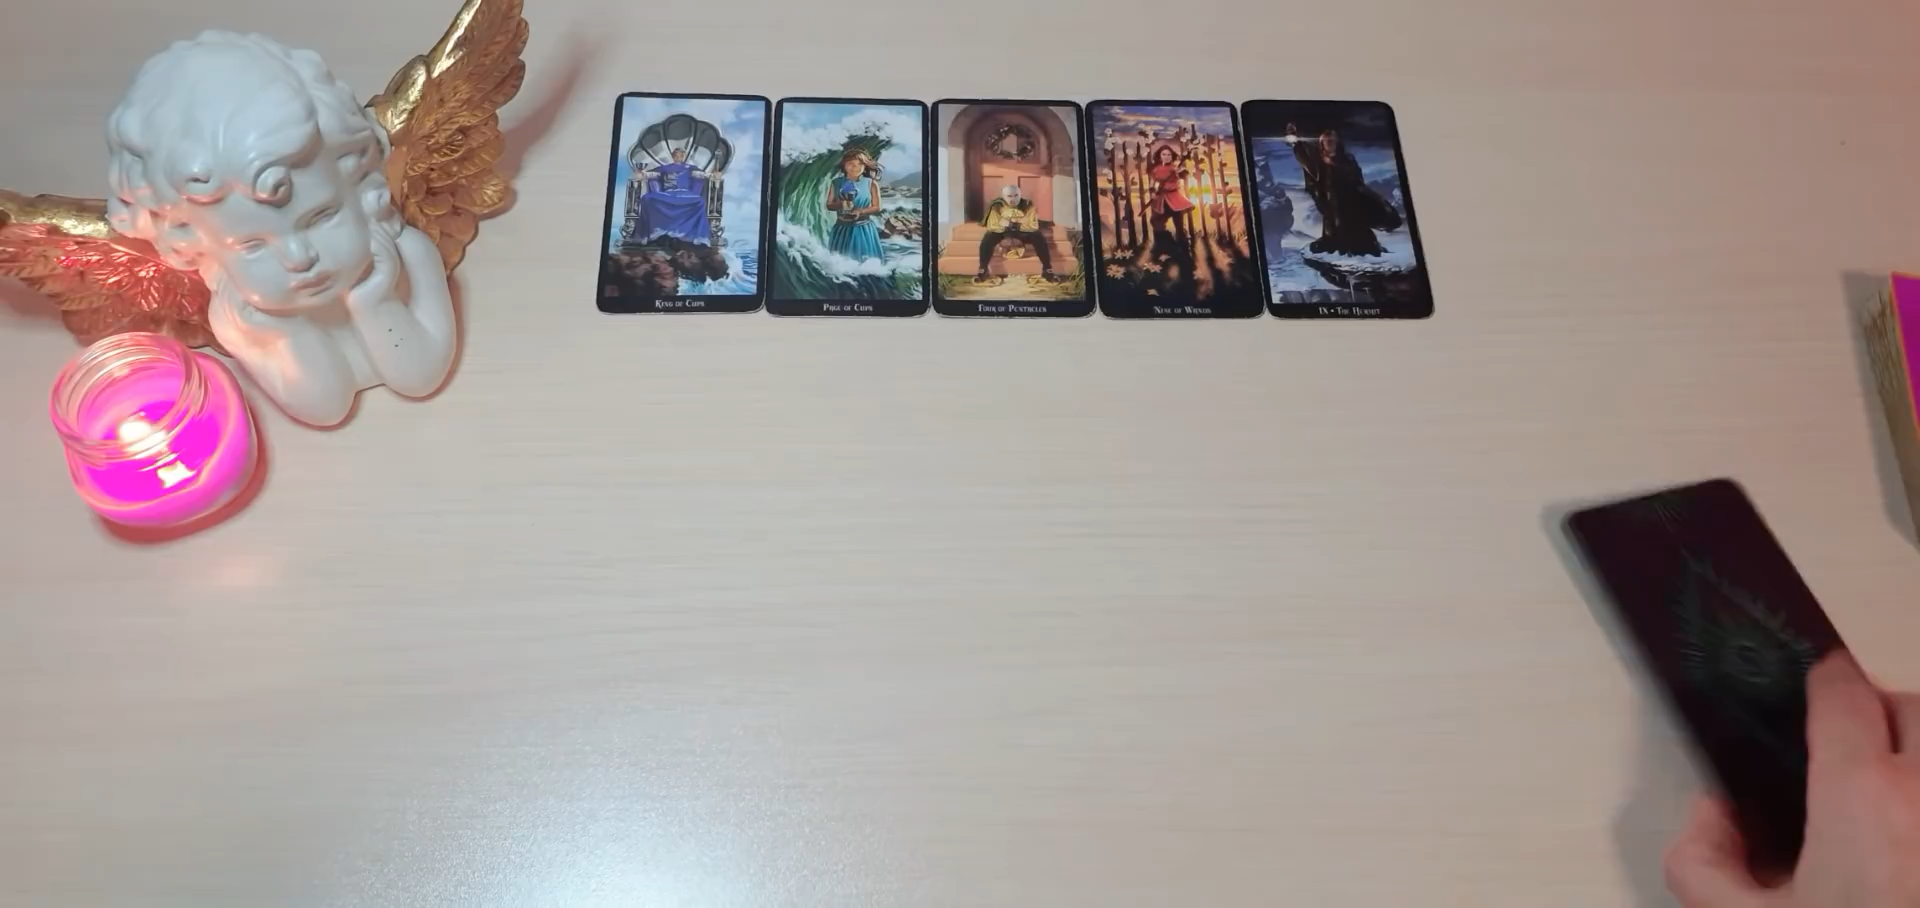 King of Cups
Page of Cups
Four of Pentacles
Nine of Wands
IX • The Hermit